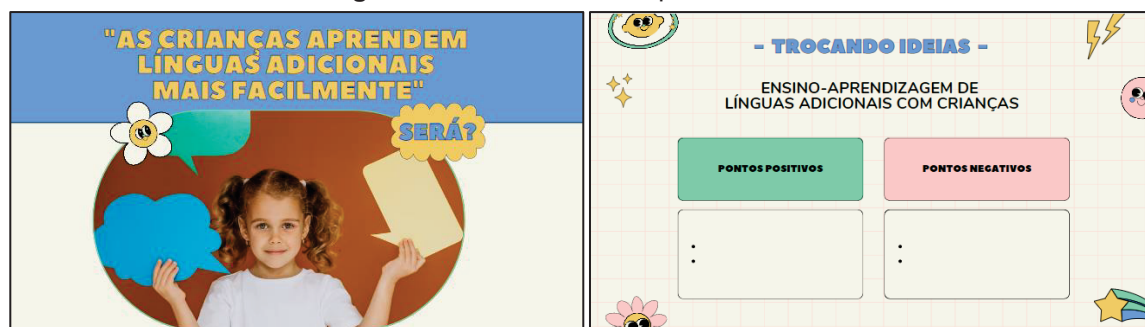 "AS CRIANÇAS APRENDEM
LÍNGUAS ADICIONAIS
MAIS FACILMENTE"
SERÁ?
- TROCANDO IDEIAS -
ENSINO-APRENDIZAGEM DE
LÍNGUAS ADICIONAIS COM CRIANÇAS
PONTOS POSITIVOS
PONTOS NEGATIVOS